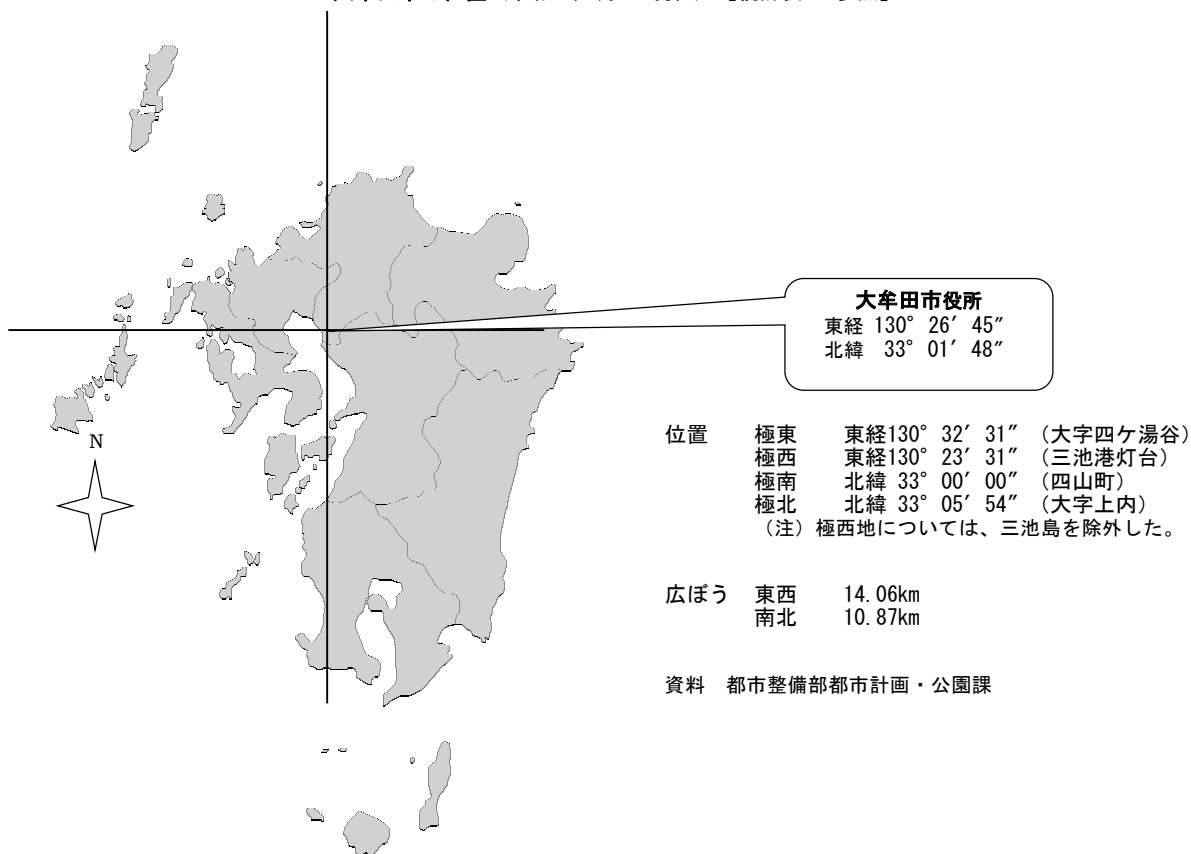 N
大牟田市役所
東経 130° 26′ 45″
北緯 33° 01′ 48″
位置 極東 東経130° 32′ 31″ （大字四ケ湯谷）
極西 東経130° 23′ 31″ （三池港灯台）
極南 北緯 33° 00′ 00″ （四山町）
極北 北緯 33° 05′ 54″ （大字上内）
（注）極西地については、三池島を除外した。
広ぼう 東西 14.06km
南北 10.87km
資料 都市整備部都市計画・公園課